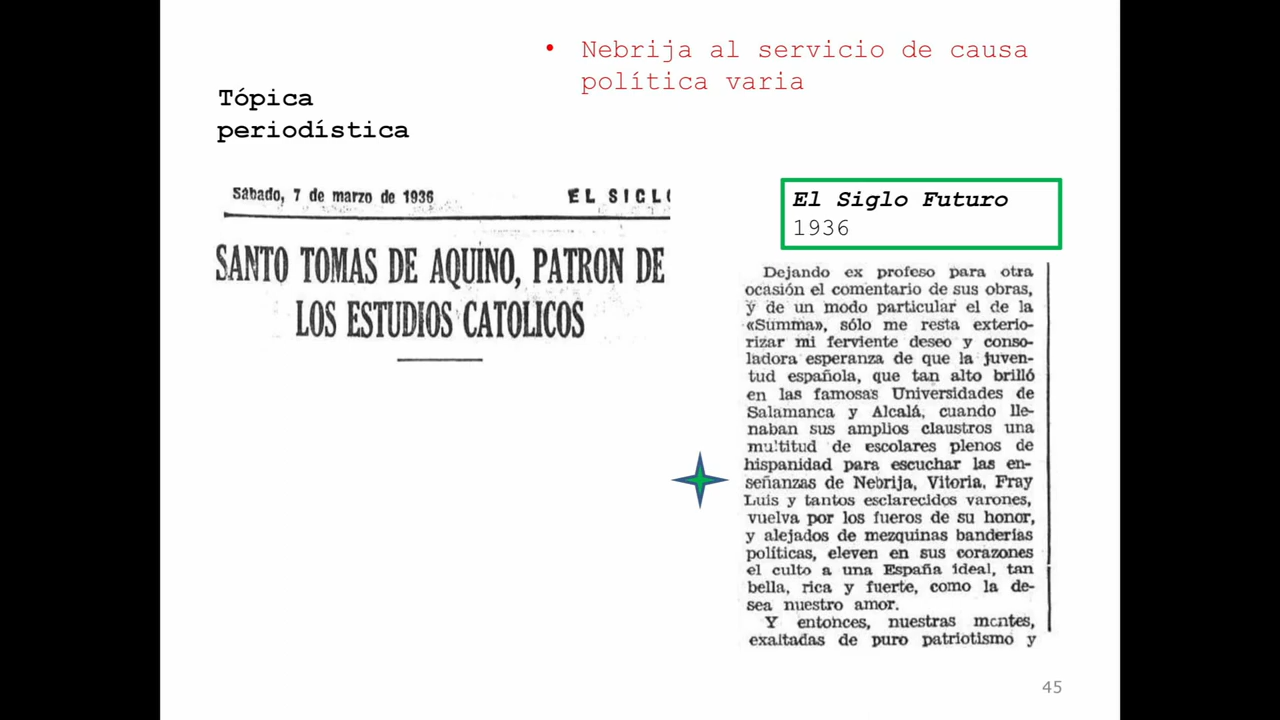 Nebrija al servicio de causa
política varia
Tópica
periodística
Sábado, 7 de marzo de 1936
EL SIGLO
SANTO TOMAS DE AQUINO, PATRON DE
LOS ESTUDIOS CATOLICOS
El Siglo Futuro
1936
Dejando ex profeso para otra
ocasión el comentario de sus obras,
y de un modo particular el de la
«Summa», sólo me resta exterio-
rizar mi ferviente deseo y conso-
ladora esperanza de que la juven-
tud española, que tan alto brilló
en las famosas Universidades de
Salamanca y Alcalá, cuando lle-
naban sus amplios claustros una
multitud de escolares plenos de
hispanidad para escuchar las en-
señanzas de Nebrija, Vitoria, Fray
Luis y tantos esclarecidos varones,
vuelva por los fueros de su honor,
y alejados de mezquinas banderías
políticas, eleven en sus corazones
el culto a una España ideal, tan
bella, rica y fuerte, como la de-
sea nuestro amor.
Y entonces, nuestras mentes,
exaltadas de puro patriotismo y
45